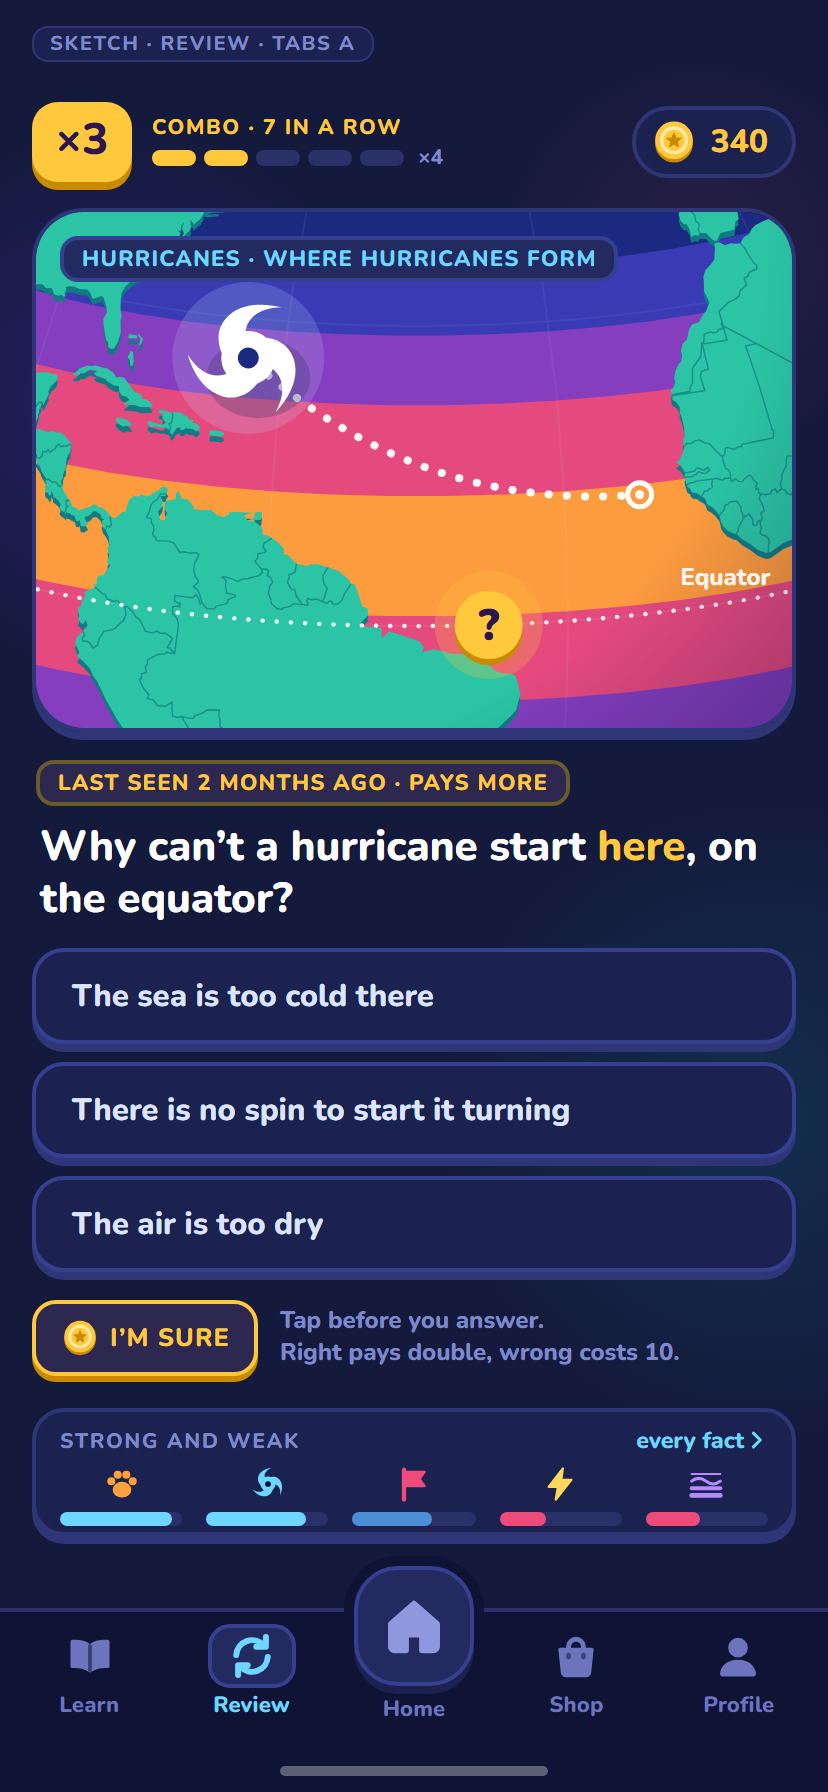 SKETCH · REVIEW · TABS A
×3
COMBO · 7 IN A ROW
×4
340
HURRICANES · WHERE HURRICANES FORM
Equator
?
LAST SEEN 2 MONTHS AGO · PAYS MORE
Why can’t a hurricane start here, on
the equator?
The sea is too cold there
There is no spin to start it turning
The air is too dry
I’M SURE
Tap before you answer.
Right pays double, wrong costs 10.
STRONG AND WEAK
every fact
Learn
Review
Home
Shop
Profile